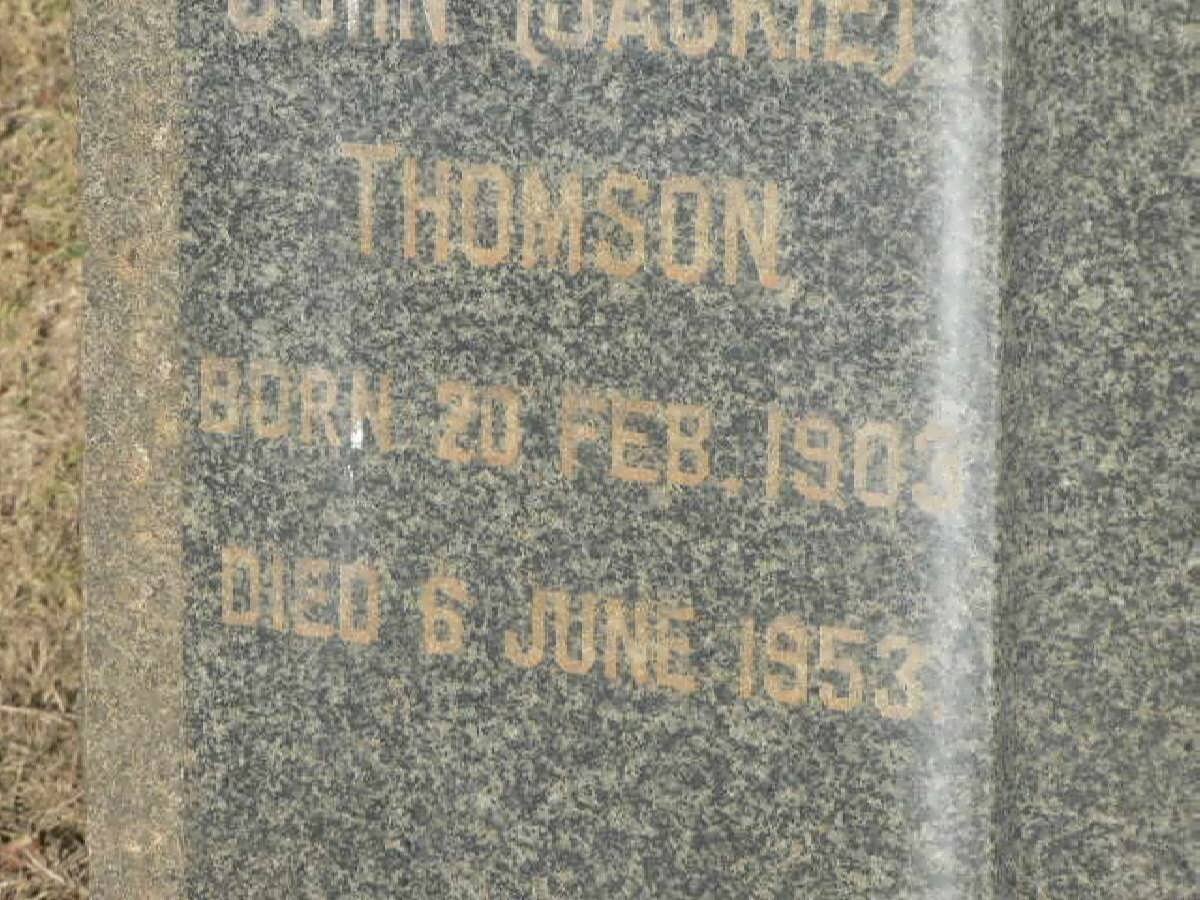 JOHN (JACKIE)
THOMSON.
BORN 20 FEB. 1903
DIED 6 JUNE 1953.